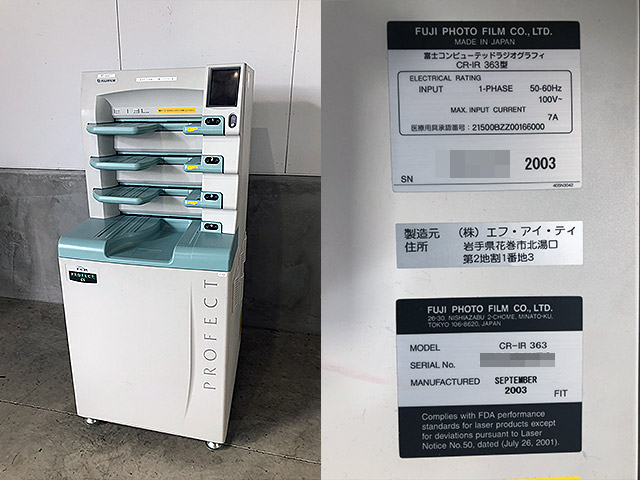 FUJIFILM
PROFECT
CS
PROFECT
FUJI PHOTO FILM CO., LTD.
MADE IN JAPAN
富士コンピューテッドラジオグラフィ
CR-IR 363型
ELECTRICAL RATING
INPUT 1-PHASE 50-60Hz
100V~
MAX. INPUT CURRENT
7A
医療用具承認番号: 21500BZZ00166000
2003
SN
405N3042
製造元 (株) エフ・アイ・ティ
住所 岩手県花巻市北湯口
第2地割1番地3
FUJI PHOTO FILM CO., LTD.
26-30, NISHIAZABU 2-CHOME, MINATO-KU,
TOKYO 106-8620, JAPAN
MODEL CR-IR 363
SERIAL No.
MANUFACTURED SEPTEMBER
2003 FIT
Complies with FDA performance
standards for laser products except
for deviations pursuant to Laser
Notice No.50, dated (July 26, 2001).